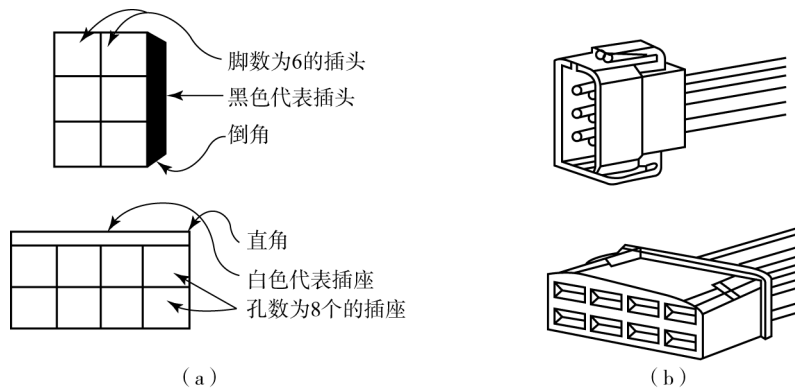 脚数为6的插头
黑色代表插头
倒角
直角
白色代表插座
孔数为8个的插座
(a)
(b)